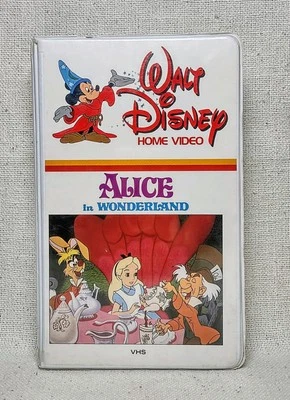 WALT
DISNEY
HOME VIDEO
ALICE
IN WONDERLAND
VHS